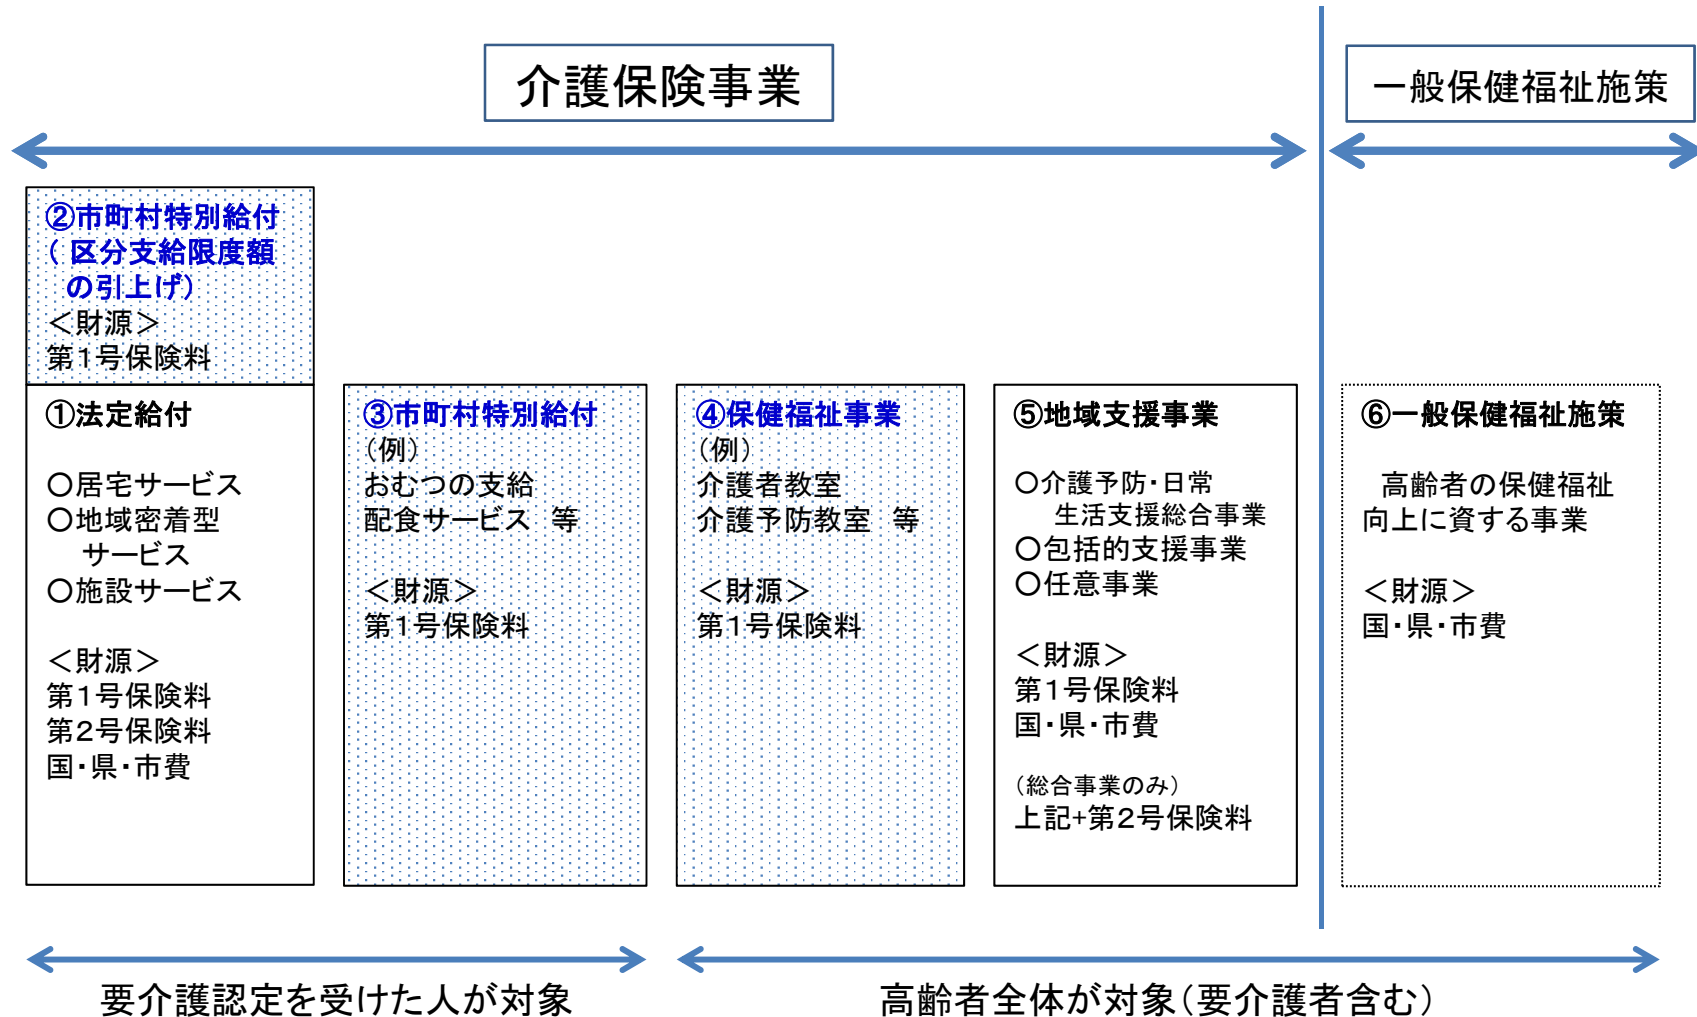 介護保険事業
一般保健福祉施策
②市町村特別給付
（区分支給限度額
の引上げ）
＜財源＞
第１号保険料
①法定給付
○居宅サービス
○地域密着型
サービス
○施設サービス
＜財源＞
第１号保険料
第２号保険料
国・県・市費
③市町村特別給付
（例）
おむつの支給
配食サービス　等
＜財源＞
第１号保険料
④保健福祉事業
（例）
介護者教室
介護予防教室　等
＜財源＞
第１号保険料
⑤地域支援事業
○介護予防・日常
生活支援総合事業
○包括的支援事業
○任意事業
＜財源＞
第１号保険料
国・県・市費
（総合事業のみ）
上記+第２号保険料
⑥一般保健福祉施策
高齢者の保健福祉
向上に資する事業
＜財源＞
国・県・市費
要介護認定を受けた人が対象
高齢者全体が対象（要介護者含む）